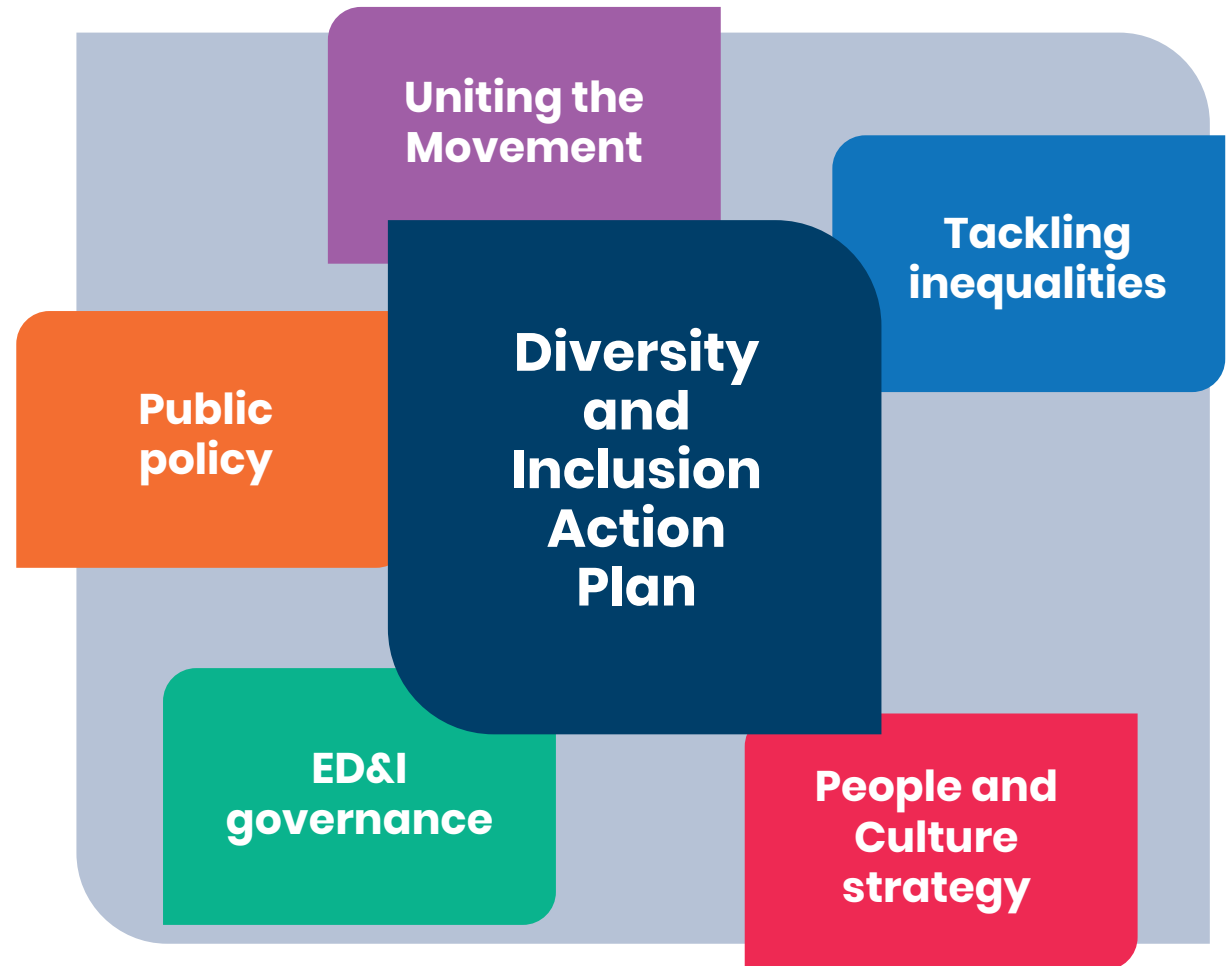 Uniting the
Movement
Tackling
inequalities
Public
policy
Diversity
and
Inclusion
Action
Plan
ED&I
governance
People and
Culture
strategy